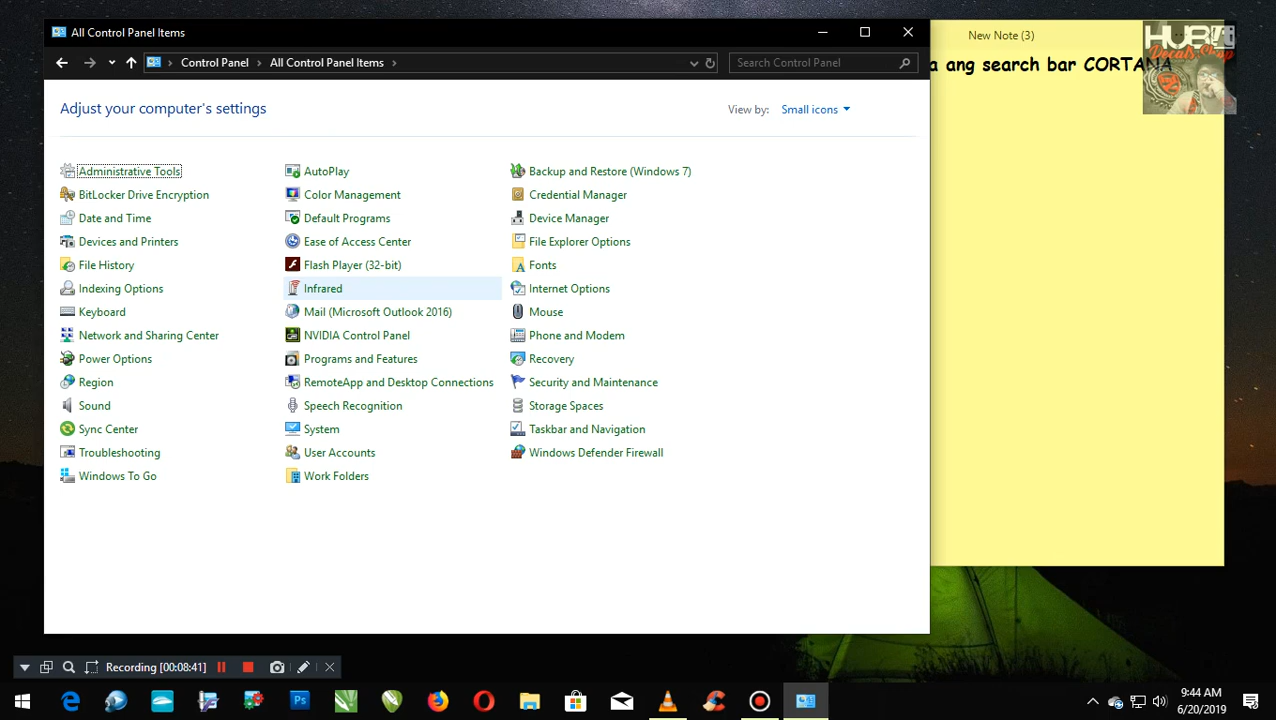 All Control Panel Items
New Note (3)
HUB
Decals Shop
Control Panel
All Control Panel Items
Search Control Panel
a ang search bar CORTANA
Adjust your computer's settings
View by:
Small icons
Administrative Tools
AutoPlay
Backup and Restore (Windows 7)
BitLocker Drive Encryption
Color Management
Credential Manager
Date and Time
Default Programs
Device Manager
Devices and Printers
Ease of Access Center
File Explorer Options
File History
Flash Player (32-bit)
Fonts
Indexing Options
Infrared
Internet Options
Keyboard
Mail (Microsoft Outlook 2016)
Mouse
Network and Sharing Center
NVIDIA Control Panel
Phone and Modem
Power Options
Programs and Features
Recovery
Region
RemoteApp and Desktop Connections
Security and Maintenance
Sound
Speech Recognition
Storage Spaces
Sync Center
System
Taskbar and Navigation
Troubleshooting
User Accounts
Windows Defender Firewall
Windows To Go
Work Folders
Recording [00:08:41]
9:44 AM
6/20/2019